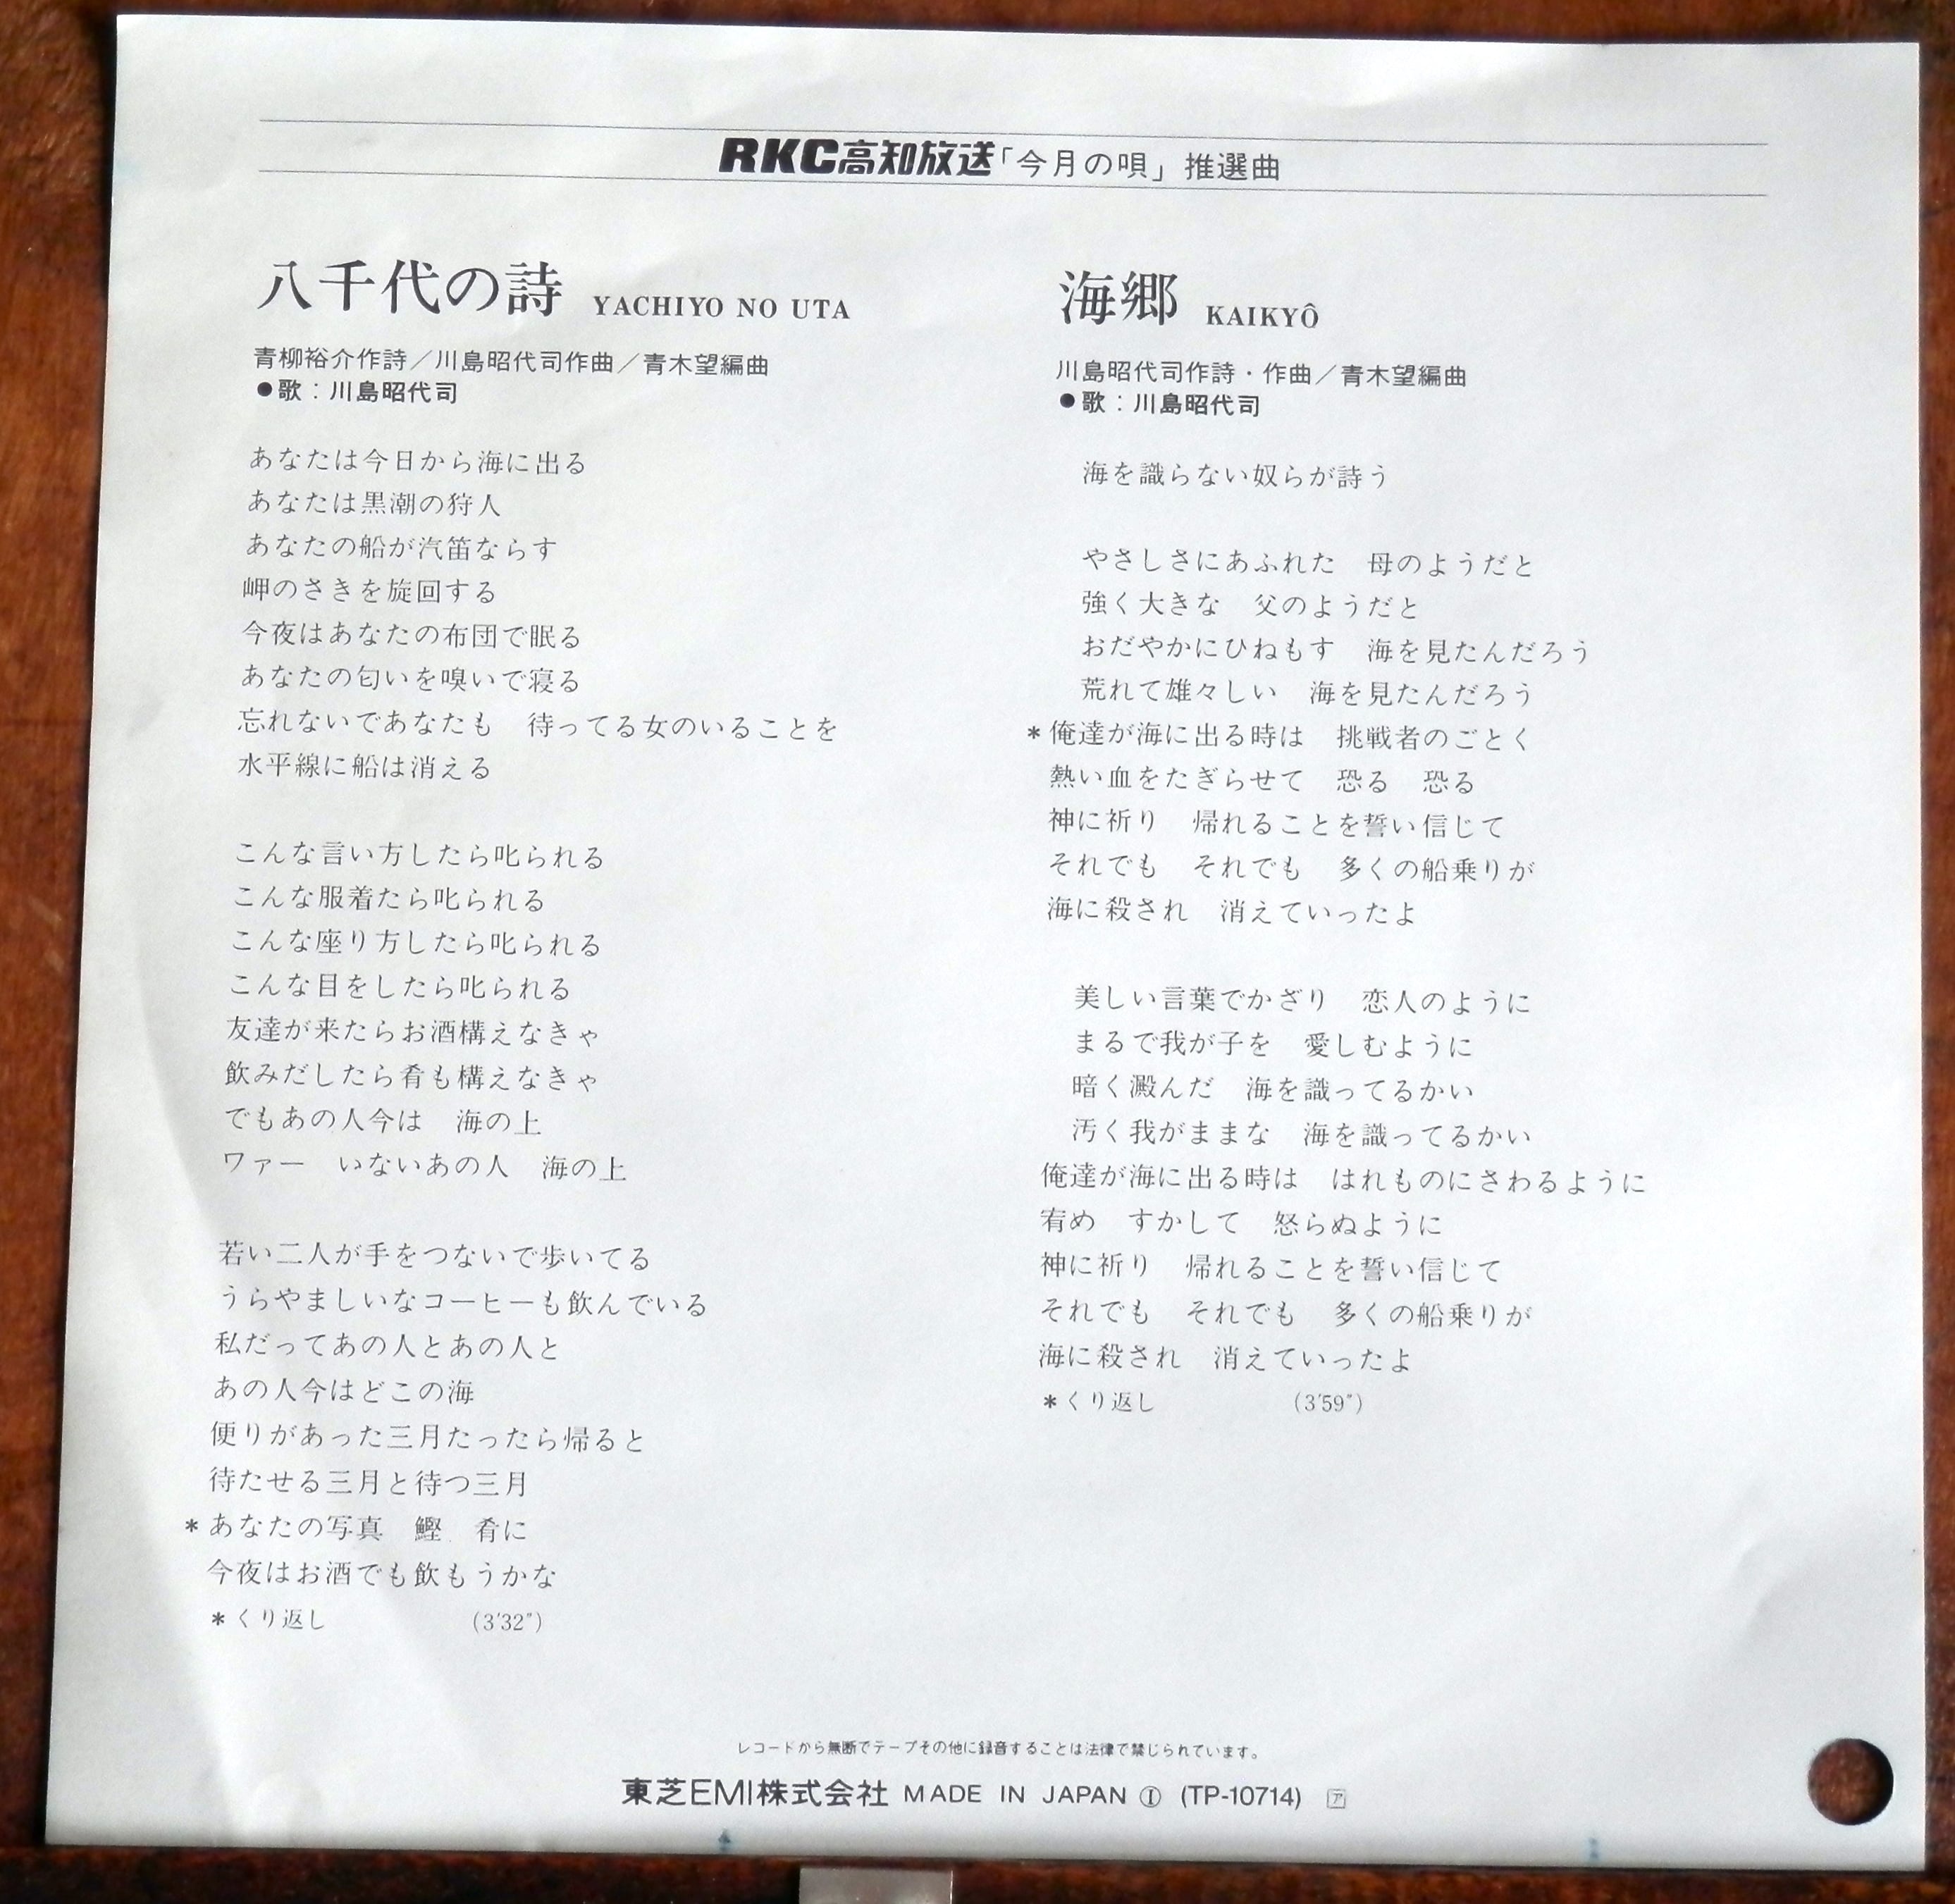 RKC高知放送「今月の唄」推選曲
八千代の詩 YACHIYO NO UTA
青柳裕介作詩／川島昭代司作曲／青木望編曲
●歌：川島昭代司
あなたは今日から海に出る
あなたは黒潮の狩人
あなたの船が汽笛ならす
岬のさきを旋回する
今夜はあなたの布団で眠る
あなたの匂いを嗅いで寝る
忘れないであなたも　待ってる女のいることを
水平線に船は消える
こんな言い方したら叱られる
こんな服着たら叱られる
こんな座り方したら叱られる
こんな目をしたら叱られる
友達が来たらお酒構えなきゃ
飲みだしたら肴も構えなきゃ
でもあの人今は　海の上
ワァー　いないあの人　海の上
若い二人が手をつないで歩いてる
うらやましいなコーヒーも飲んでいる
私だってあの人とあの人と
あの人今はどこの海
便りがあった三月たったら帰ると
待たせる三月と待つ三月
＊あなたの写真　鰹　肴に
今夜はお酒でも飲もうかな
＊くり返し　(3'32")
海郷 KAIKYÔ
川島昭代司作詩・作曲／青木望編曲
●歌：川島昭代司
海を識らない奴らが詩う
やさしさにあふれた　母のようだと
強く大きな　父のようだと
おだやかにひねもす　海を見たんだろう
荒れて雄々しい　海を見たんだろう
＊俺達が海に出る時は　挑戦者のごとく
熱い血をたぎらせて　恐る　恐る
神に祈り　帰れることを誓い信じて
それでも　それでも　多くの船乗りが
海に殺され　消えていったよ
美しい言葉でかざり　恋人のように
まるで我が子を　愛しむように
暗く澱んだ　海を識ってるかい
汚く我がままな　海を識ってるかい
俺達が海に出る時は　はれものにさわるように
宥め　すかして　怒らぬように
神に祈り　帰れることを誓い信じて
それでも　それでも　多くの船乗りが
海に殺され　消えていったよ
＊くり返し　(3'59")
レコードから無断でテープその他に録音することは法律で禁じられています。
東芝EMI株式会社 MADE IN JAPAN Ⓘ (TP-10714) ア